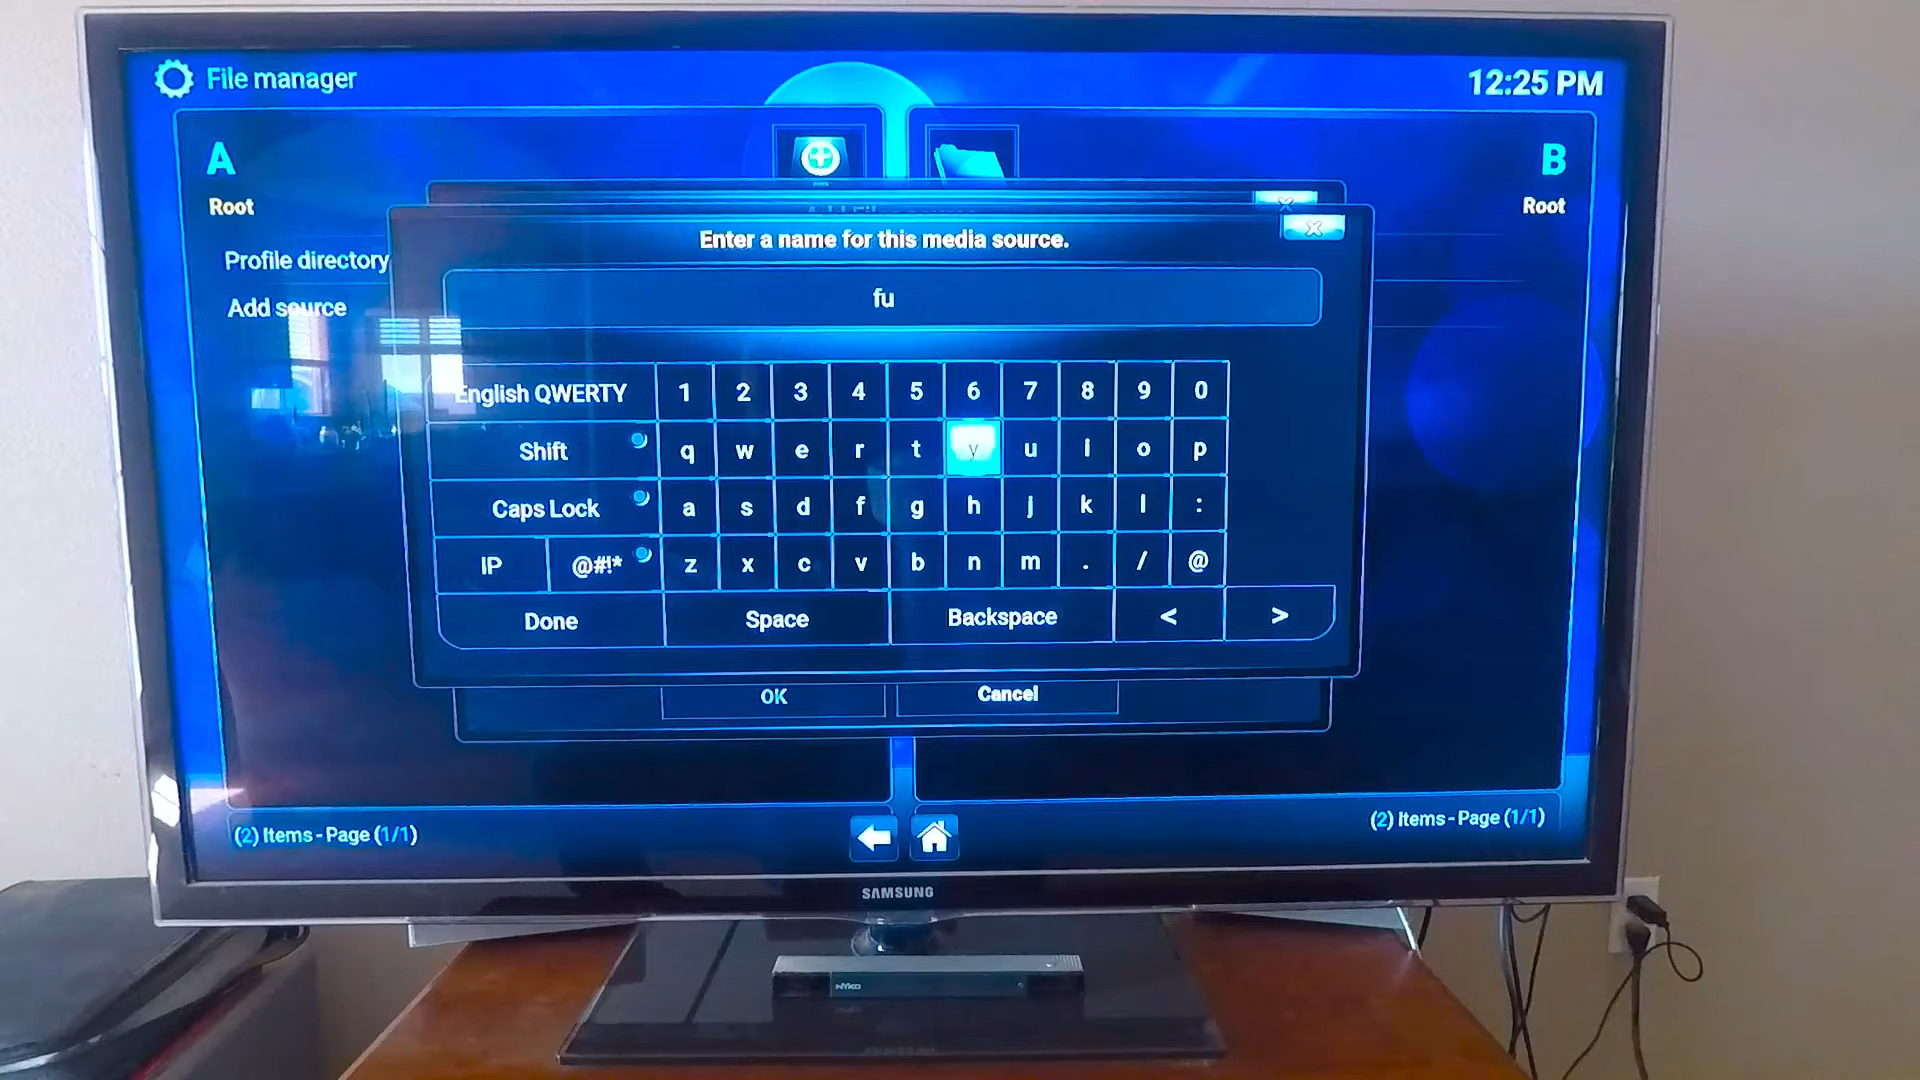 File manager
12:25 PM
A
B
Root
Root
Profile directory
Add source
Enter a name for this media source.
fu
English QWERTY 1 2 3 4 5 6 7 8 9 0
Shift q w e r t y u i o p
Caps Lock a s d f g h j k l :
IP @#!* z x c v b n m . / @
Done Space Backspace < >
OK Cancel
(2) Items - Page (1/1)
(2) Items - Page (1/1)
SAMSUNG
NYKO